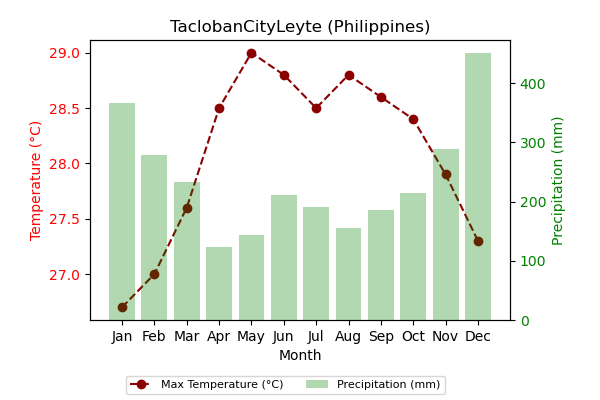 TaclobanCityLeyte (Philippines)
29.0
28.5
28.0
27.5
27.0
Temperature (°C)
400
300
200
100
0
Precipitation (mm)
Jan Feb Mar Apr May Jun Jul Aug Sep Oct Nov Dec
Month
Max Temperature (°C) Precipitation (mm)